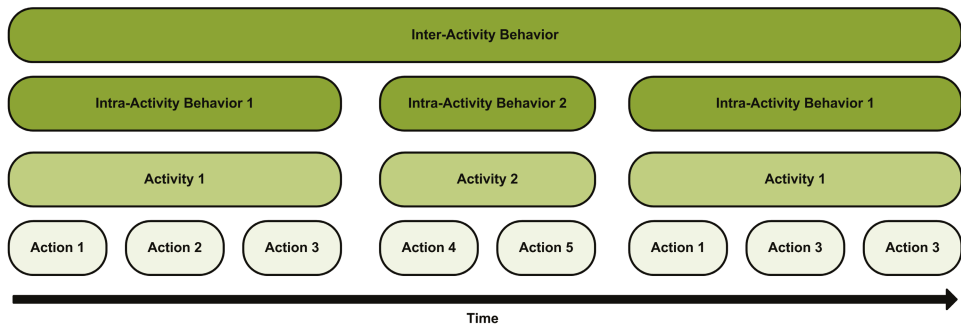 Inter-Activity Behavior
Intra-Activity Behavior 1
Intra-Activity Behavior 2
Intra-Activity Behavior 1
Activity 1
Activity 2
Activity 1
Action 1
Action 2
Action 3
Action 4
Action 5
Action 1
Action 3
Action 3
Time